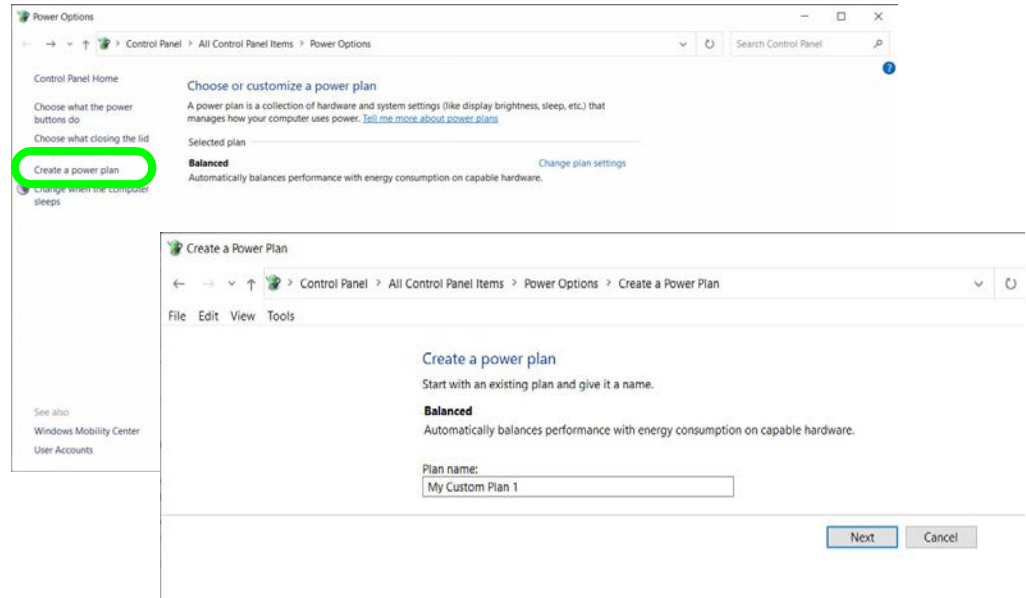 Power Options
Control Panel > All Control Panel Items > Power Options
Search Control Panel
Control Panel Home
Choose what the power
buttons do
Choose what closing the lid
Create a power plan
Change when the computer
sleeps
Choose or customize a power plan
A power plan is a collection of hardware and system settings (like display brightness, sleep, etc.) that
manages how your computer uses power. Tell me more about power plans
Selected plan
Balanced
Change plan settings
Automatically balances performance with energy consumption on capable hardware.
See also
Windows Mobility Center
User Accounts
Create a Power Plan
Control Panel > All Control Panel Items > Power Options > Create a Power Plan
File Edit View Tools
Create a power plan
Start with an existing plan and give it a name.
Balanced
Automatically balances performance with energy consumption on capable hardware.
Plan name:
My Custom Plan 1
Next Cancel